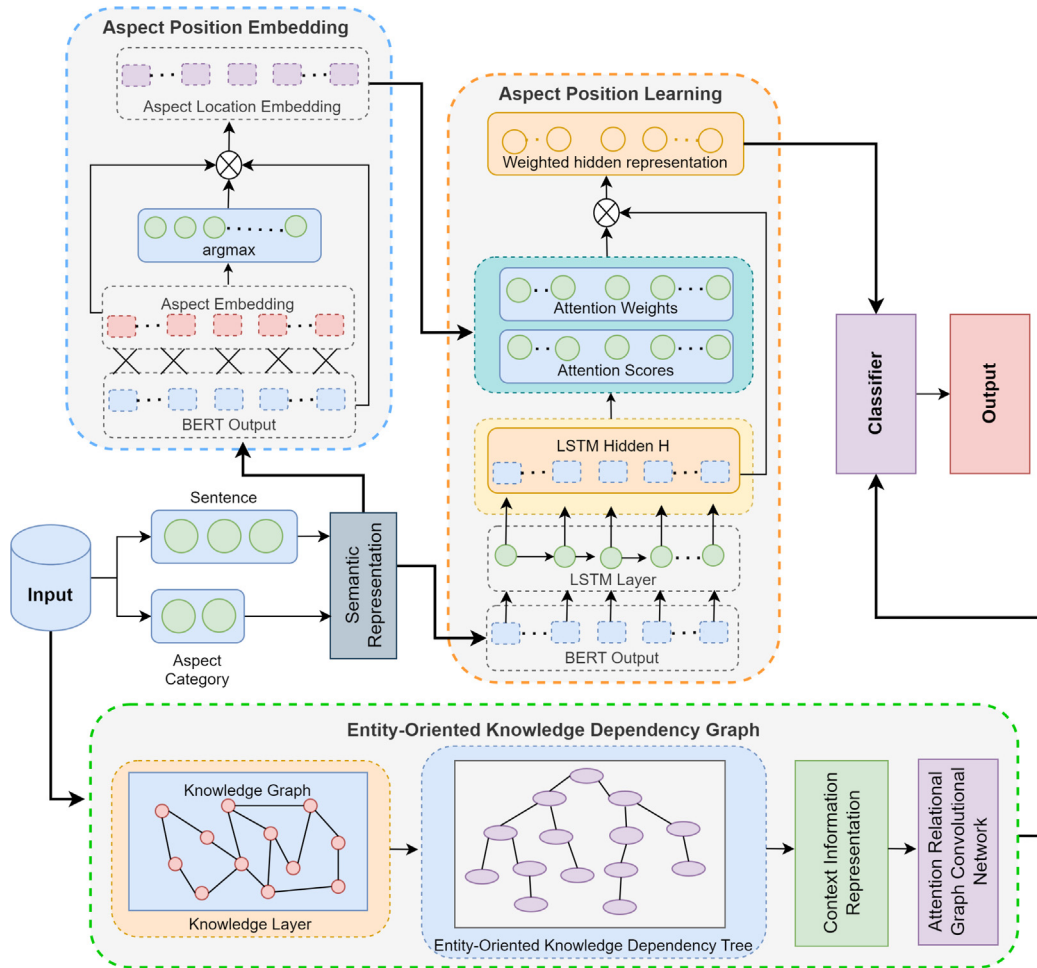 Aspect Position Embedding
Aspect Location Embedding
argmax
Aspect Embedding
BERT Output
Aspect Position Learning
Weighted hidden representation
Attention Weights
Attention Scores
LSTM Hidden H
LSTM Layer
BERT Output
Classifier
Output
Input
Sentence
Aspect
Category
Semantic
Representation
Entity-Oriented Knowledge Dependency Graph
Knowledge Graph
Knowledge Layer
Entity-Oriented Knowledge Dependency Tree
Context Information
Representation
Attention Relational
Graph Convolutional
Network